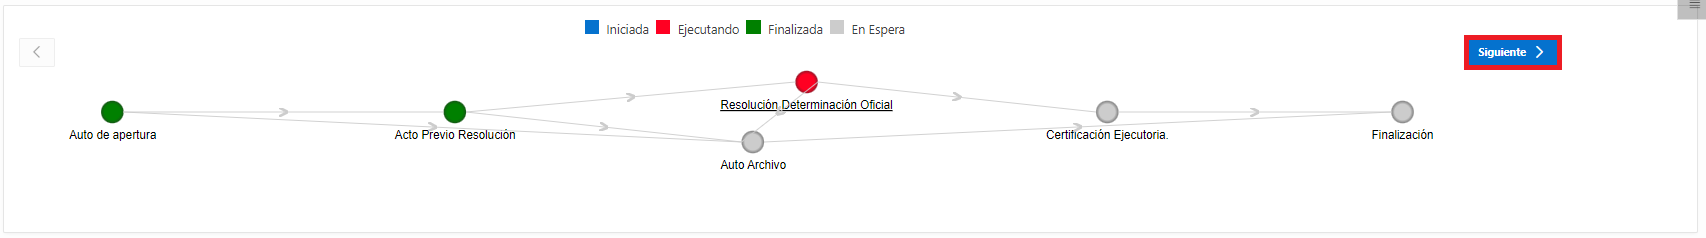 Iniciada Ejecutando Finalizada En Espera
Siguiente
Resolución Determinación Oficial
Auto de apertura Acto Previo Resolución Certificación Ejecutoria. Finalización
Auto Archivo